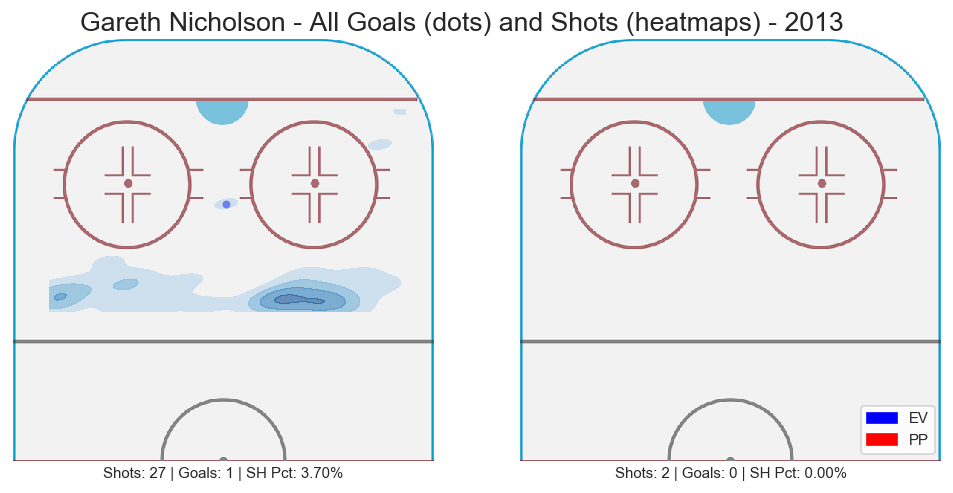 Gareth Nicholson - All Goals (dots) and Shots (heatmaps) - 2013
EV
PP
Shots: 27 | Goals: 1 | SH Pct: 3.70%
Shots: 2 | Goals: 0 | SH Pct: 0.00%